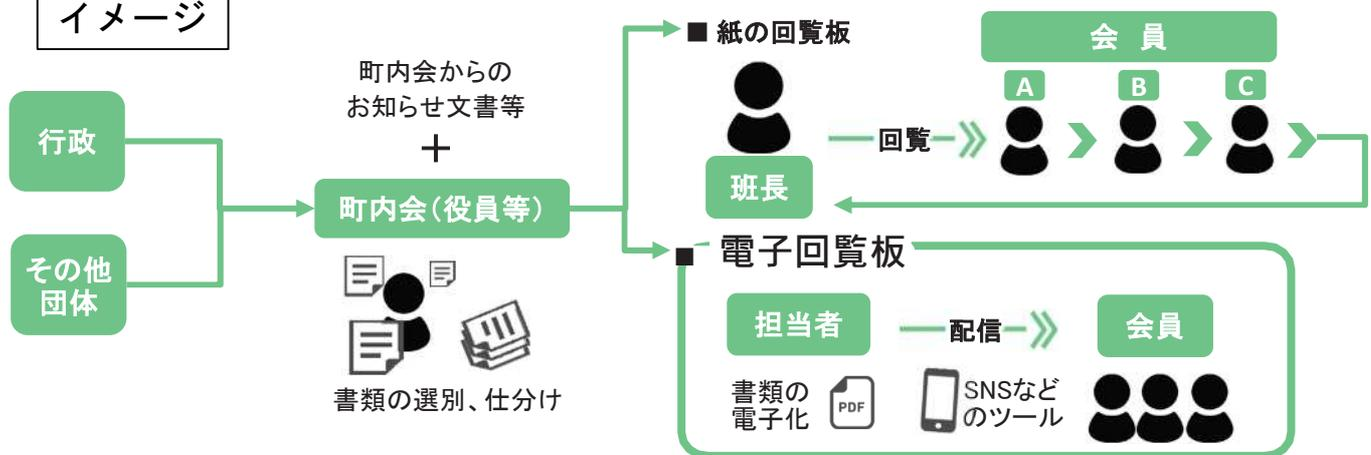 イメージ
行政
その他
団体
町内会からの
お知らせ文書等
＋
町内会（役員等）
書類の選別、仕分け
■ 紙の回覧板
班長
回覧
会 員
A B C
■ 電子回覧板
担当者
配信
会員
書類の
電子化
PDF
SNSなど
のツール